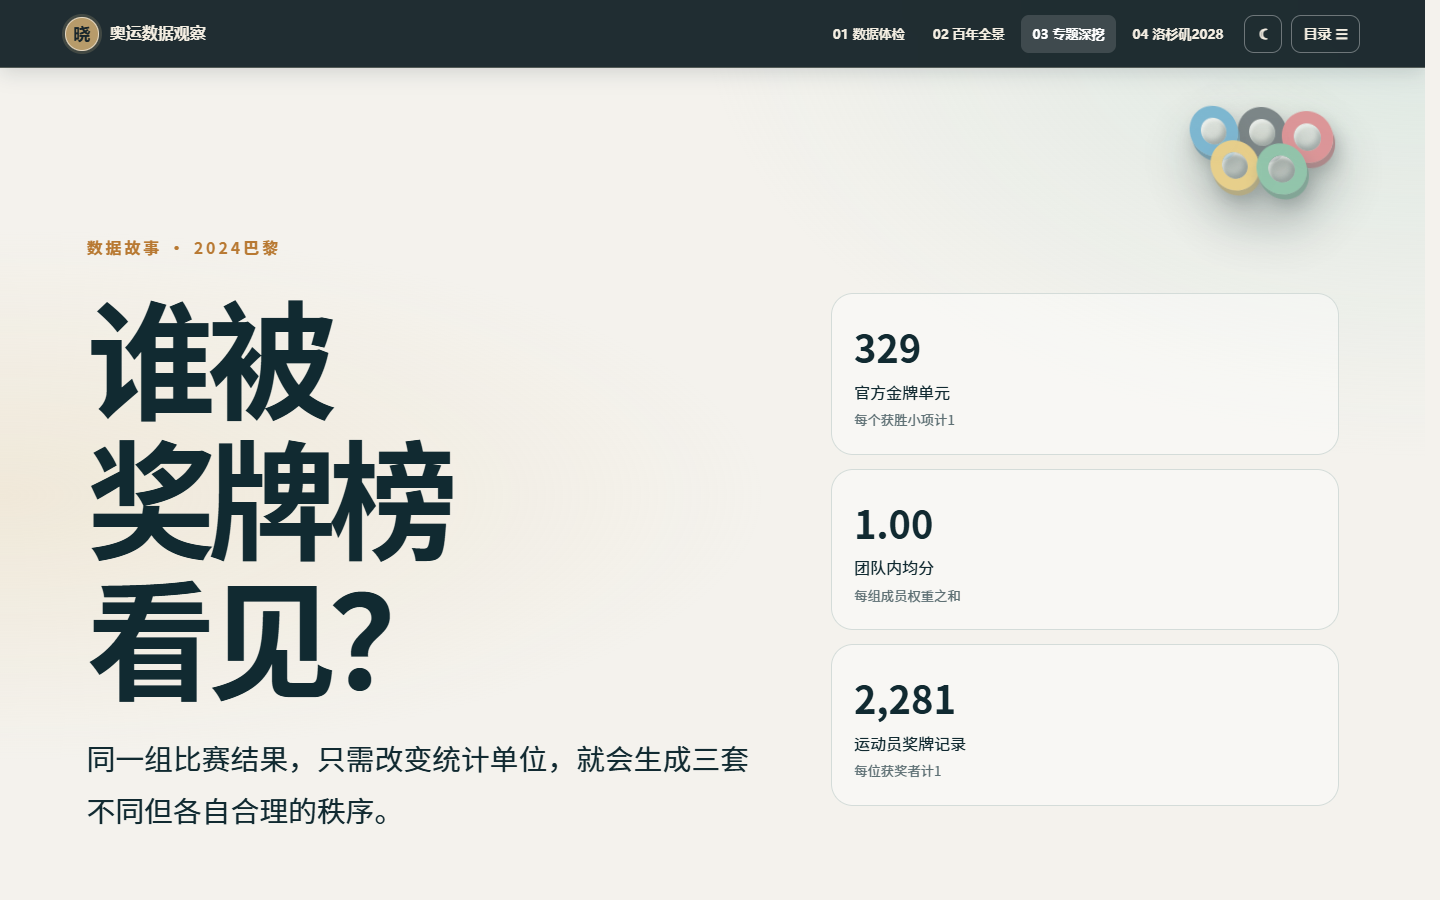 晓 奥运数据观察
01 数据体检 02 百年全景 03 专题深挖 04 洛杉矶2028 目录
数据故事 · 2024巴黎
谁被
奖牌榜
看见？
同一组比赛结果，只需改变统计单位，就会生成三套
不同但各自合理的秩序。
329
官方金牌单元
每个获胜小项计1
1.00
团队内均分
每组成员权重之和
2,281
运动员奖牌记录
每位获奖者计1